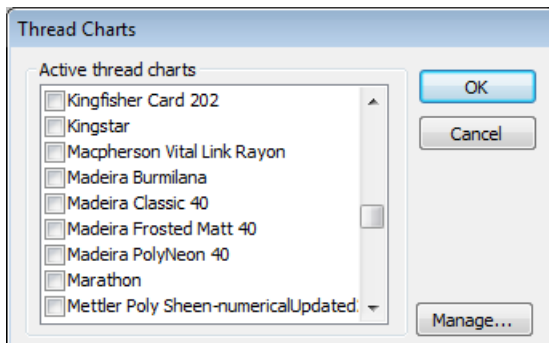 Thread Charts
Active thread charts
Kingfisher Card 202
Kingstar
Macpherson Vital Link Rayon
Madeira Burmilana
Madeira Classic 40
Madeira Frosted Matt 40
Madeira PolyNeon 40
Marathon
Mettler Poly Sheen-numericalUpdated
OK
Cancel
Manage...